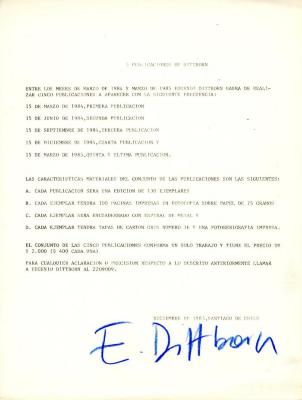 5 PUBLICACIONES DE DITTBORN
ENTRE LOS MESES DE MARZO DE 1984 Y MARZO DE 1985 EUGENIO DITTBORN HABRA DE REALI-
ZAR CINCO PUBLICACIONES A APARECER CON LA SIGUIENTE FRECUENCIA:
15 DE MARZO DE 1984, PRIMERA PUBLICACION
15 DE JUNIO DE 1984, SEGUNDA PUBLICACION
15 DE SEPTIEMBRE DE 1984, TERCERA PUBLICACION
15 DE DICIEMBRE DE 1984, CUARTA PUBLICACION Y
15 DE MARZO DE 1985, QUINTA Y ULTIMA PUBLICACION.
LAS CARACTERISTICAS MATERIALES DEL CONJUNTO DE LAS PUBLICACIONES SON LAS SIGUIENTES:
A. CADA PUBLICACION SERA UNA EDICION DE 130 EJEMPLARES
B. CADA EJEMPLAR TENDRA 100 PAGINAS IMPRESAS EN FOTOCOPIA SOBRE PAPEL DE 75 GRAMOS
C. CADA EJEMPLAR SERA ENCUADERNADO CON ESPIRAL DE METAL Y
D. CADA EJEMPLAR TENDRA TAPAS DE CARTON GRIS NUMERO 16 Y UNA FOTOSERIGRAFIA IMPRESA.
EL CONJUNTO DE LAS CINCO PUBLICACIONES CONFORMA UN SOLO TRABAJO Y TIENE EL PRECIO DE
$ 2.000 ($ 400 CADA UNA)
PARA CUALQUIER ACLARACION O PRECISION RESPECTO A LO DESCRITO ANTERIORMENTE LLAMAR
A EUGENIO DITTBORN AL
DICIEMBRE DE 1983, SANTIAGO DE CHILE
E. Dittborn